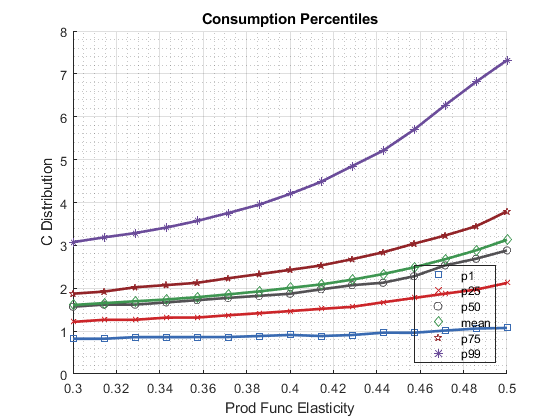 Consumption Percentiles
8
7
6
5
4
3
2
1
0
C Distribution
0.3 0.32 0.34 0.36 0.38 0.4 0.42 0.44 0.46 0.48 0.5
Prod Func Elasticity
p1
p25
p50
mean
p75
p99